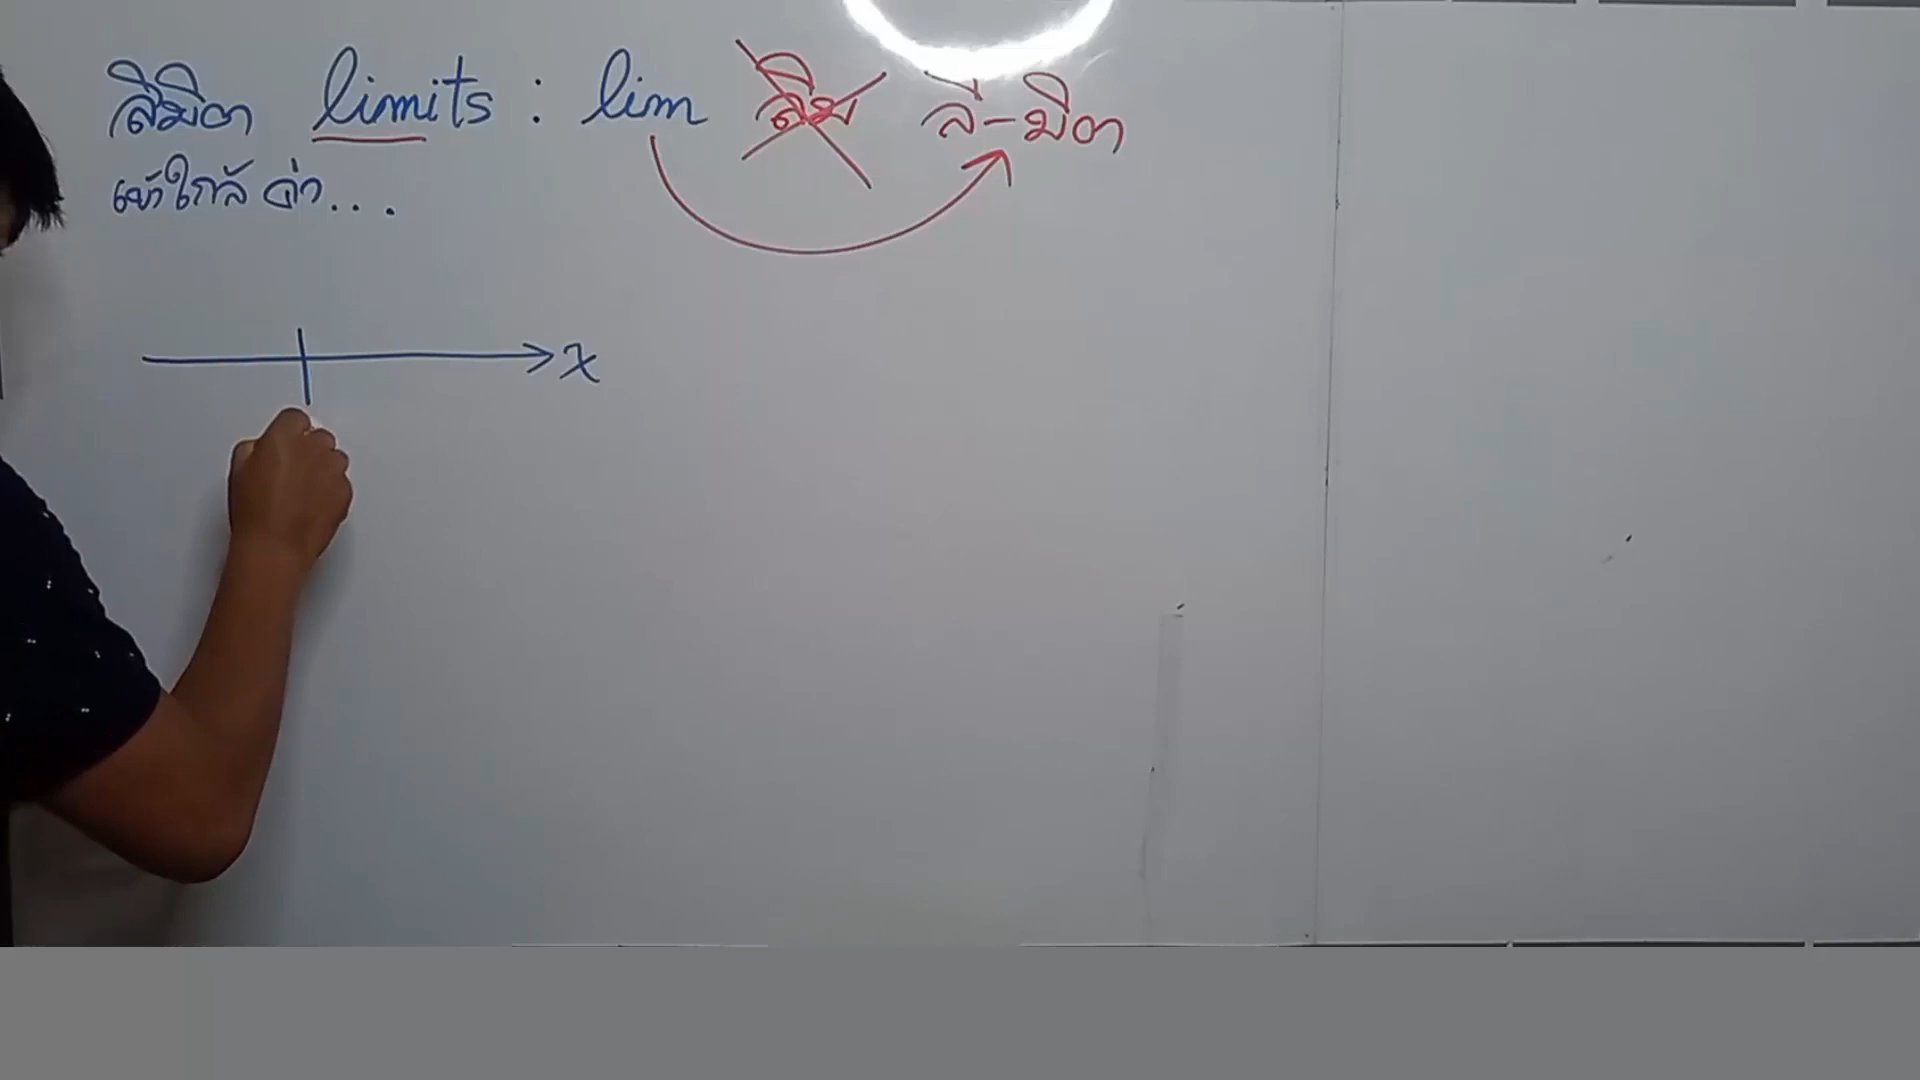 ลิมิต limits : lim ลิม ลิ-มิต
เข้าใกล้ ค่า...
x